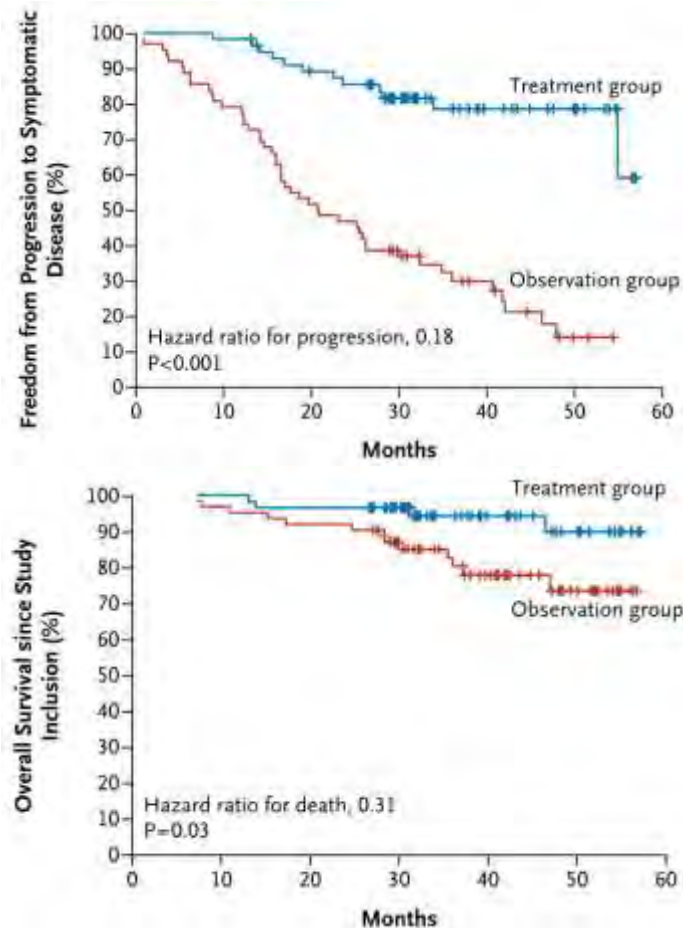 Freedom from Progression to Symptomatic
Disease (%)
100
90
80
70
60
50
40
30
20
10
0
Treatment group
Observation group
Hazard ratio for progression, 0.18
P<0.001
0 10 20 30 40 50 60
Months
Overall Survival since Study
Inclusion (%)
100
90
80
70
60
50
40
30
20
10
0
Treatment group
Observation group
Hazard ratio for death, 0.31
P=0.03
0 10 20 30 40 50 60
Months